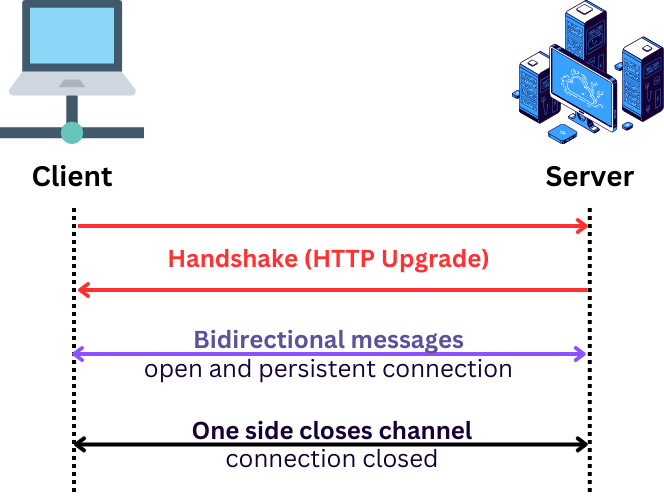 Client
Server
Handshake (HTTP Upgrade)
Bidirectional messages
open and persistent connection
One side closes channel
connection closed